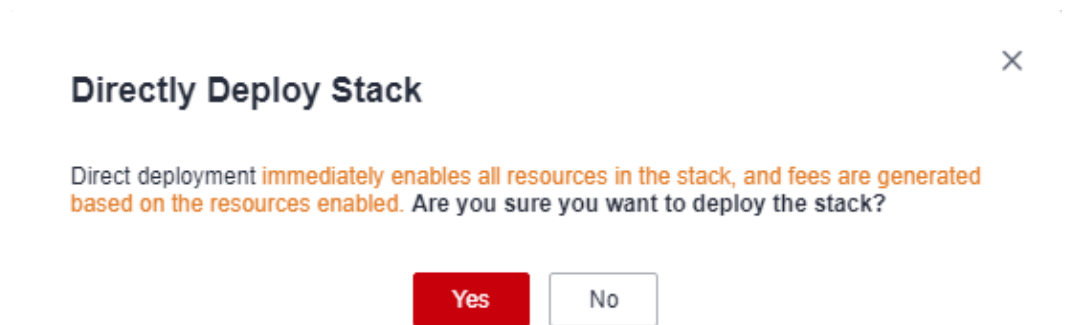 Directly Deploy Stack
Direct deployment immediately enables all resources in the stack, and fees are generated
based on the resources enabled. Are you sure you want to deploy the stack?
Yes
No